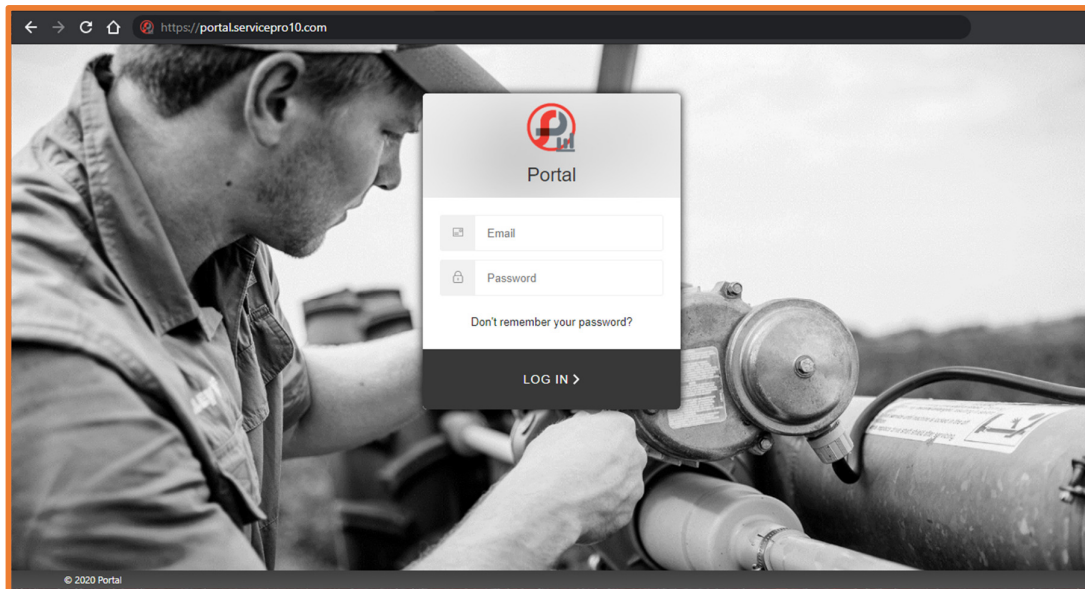 https://portal.servicepro10.com
Portal
Email
Password
Don't remember your password?
LOG IN
© 2020 Portal